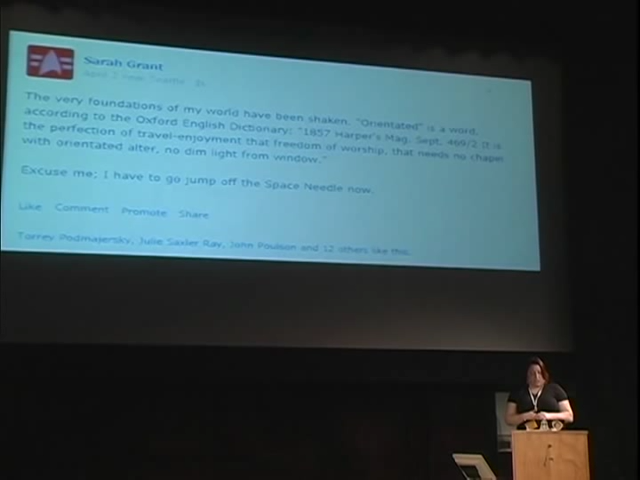 Sarah Grant
The very foundations of my world have been shaken. "Orientated" is a word,
according to the Oxford English Dictionary: "1857 Harper's Mag. Sept. 469/2 It is
the perfection of travel-enjoyment that freedom of worship, that needs no chapel
with orientated alter, no dim light from window."
Excuse me; I have to go jump off the Space Needle now.
Like Comment Promote Share
Torrey Podmajersky, Julie Saxler Ray, John Poulson and 12 others like this.